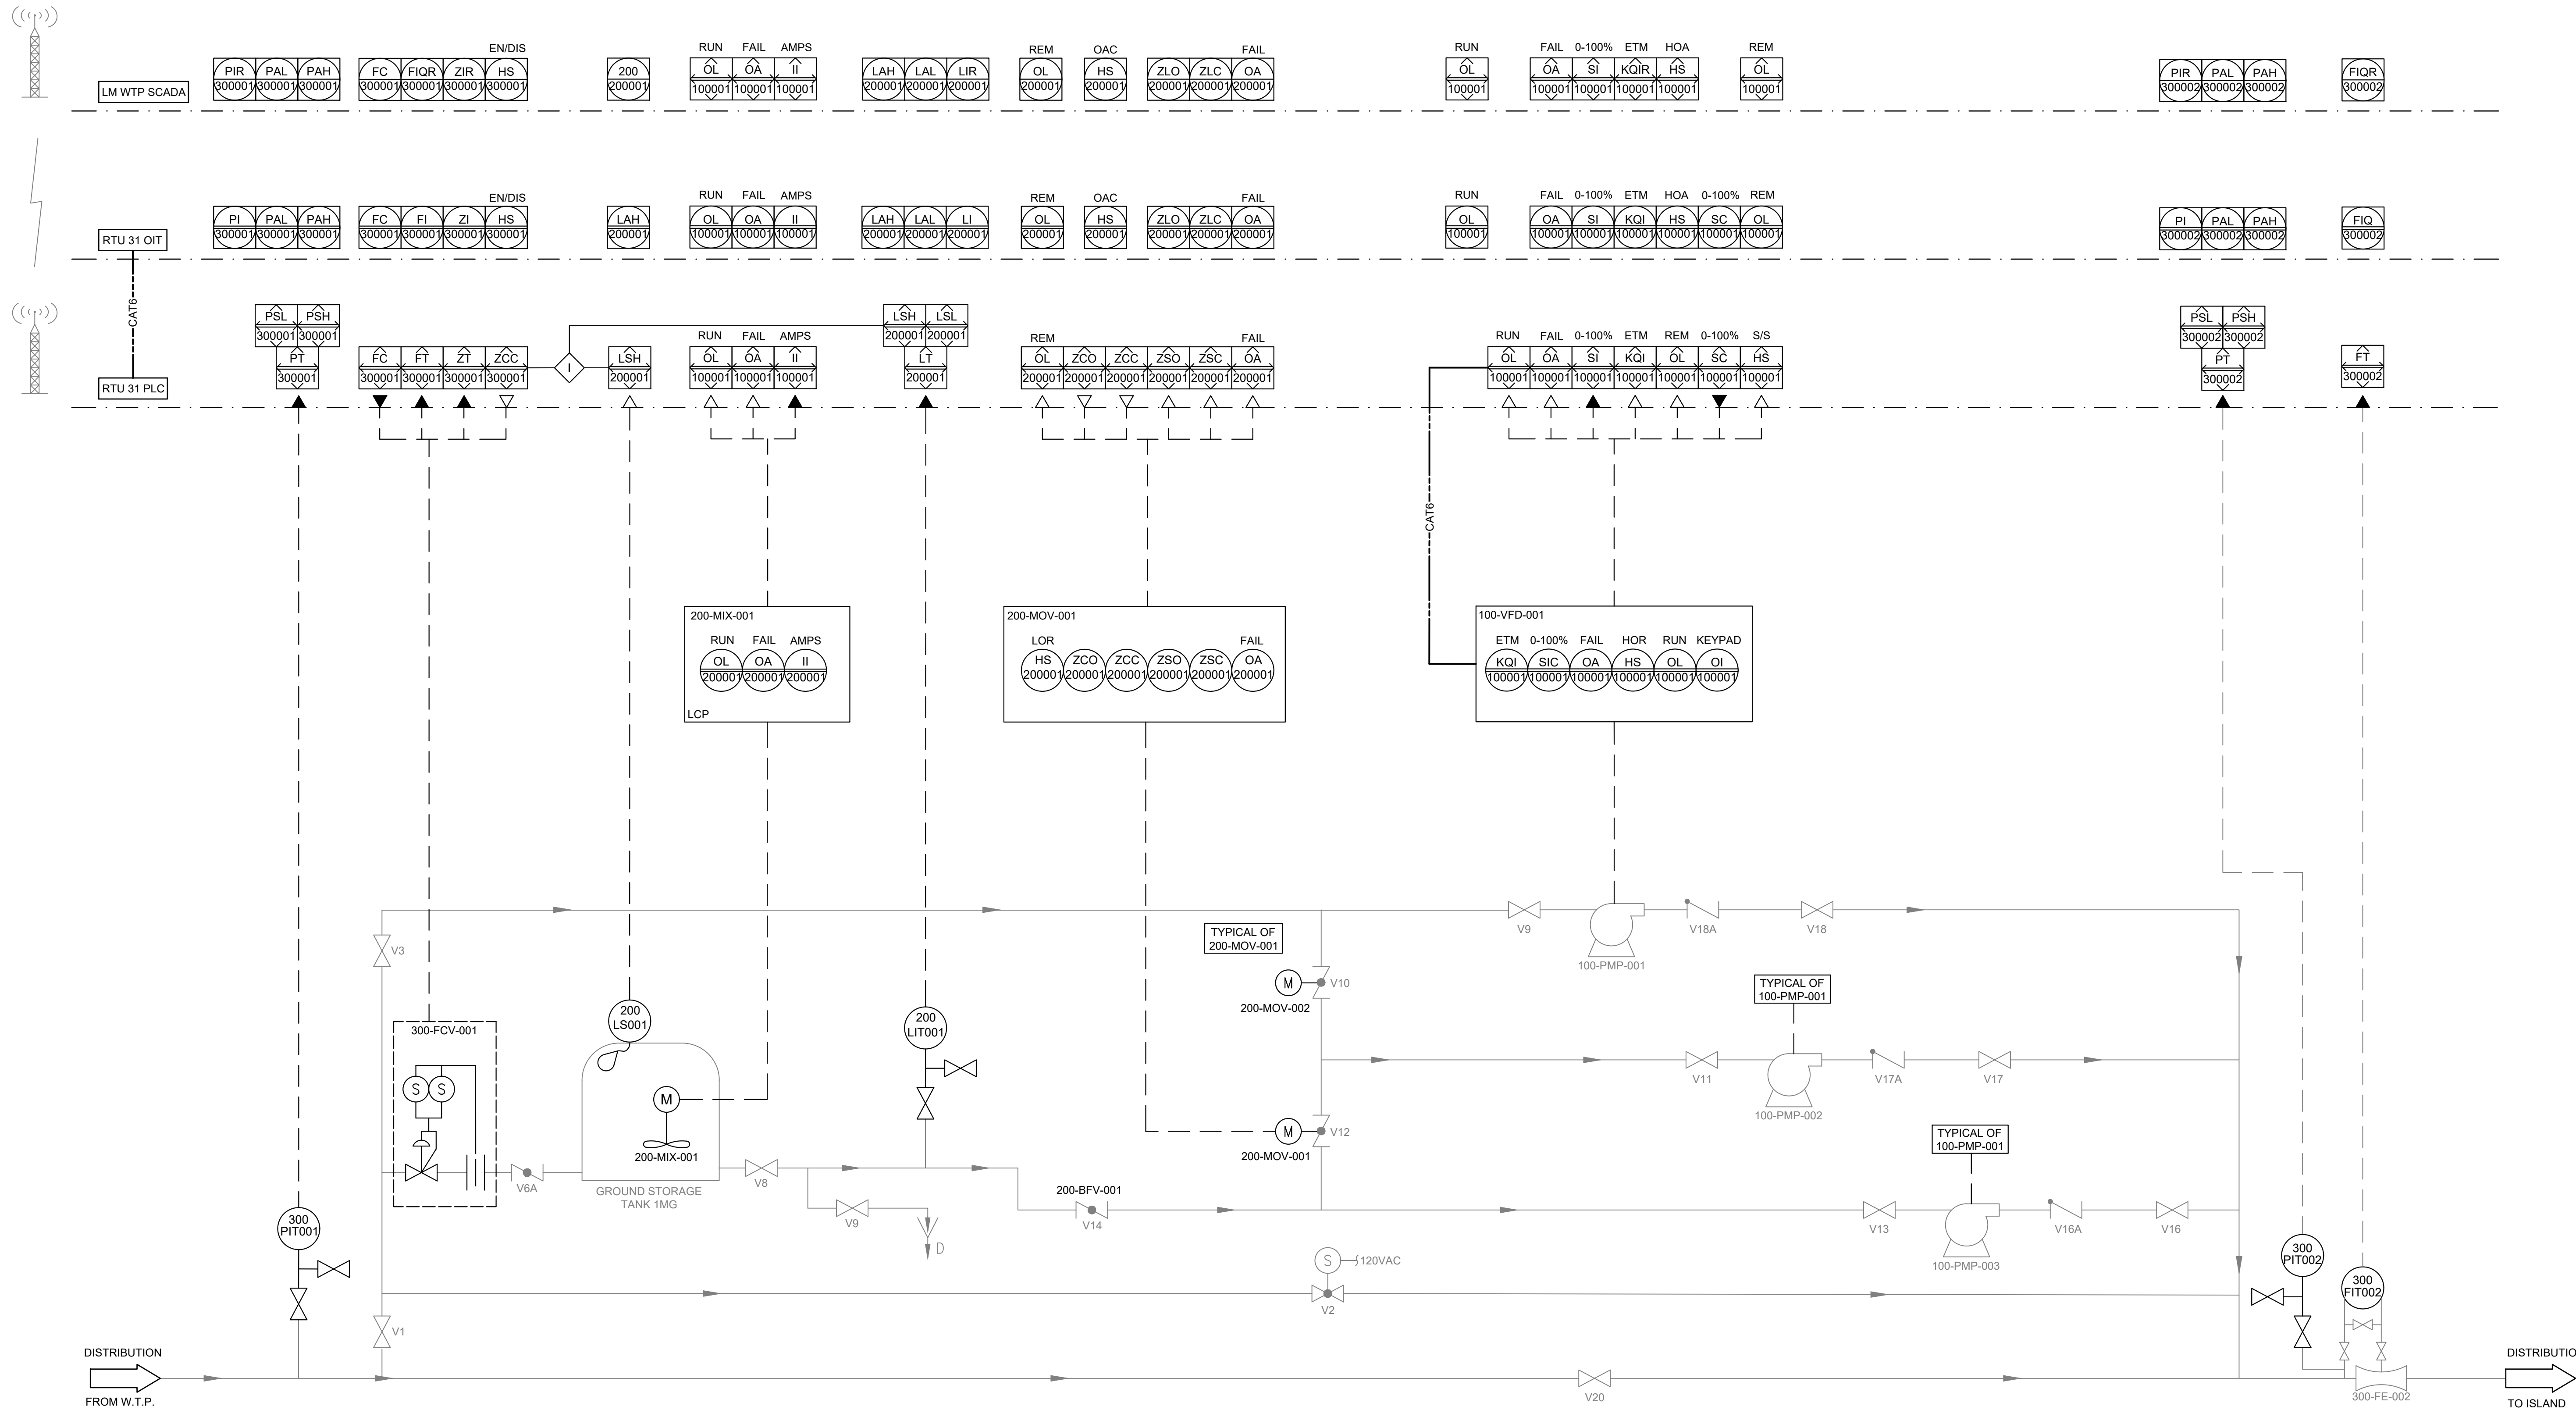 EN/DIS RUN FAIL AMPS REM OAC FAIL RUN FAIL 0-100% ETM HOA REM
PIR PAL PAH FC FIQR ZIR HS 200 OL OA II LAH LAL LIR OL HS ZLO ZLC OA OL OA SI KQIR HS OL PIR PAL PAH FIQR
LM WTP SCADA
300001 300001 300001 300001 300001 300001 300001 200001 100001 100001 100001 200001 200001 200001 200001 200001 200001 200001 200001 100001 100001 100001 100001 100001 100001 300002 300002 300002 300002
EN/DIS RUN FAIL AMPS REM OAC FAIL RUN FAIL 0-100% ETM HOA 0-100% REM
PI PAL PAH FC FI ZI HS LAH OL OA II LAH LAL LI OL HS ZLO ZLC OA OL OA SI KQI HS SC OL PI PAL PAH FIQ
RTU 31 OIT
300001 300001 300001 300001 300001 300001 300001 200001 100001 100001 100001 200001 200001 200001 200001 200001 200001 200001 200001 100001 100001 100001 100001 100001 100001 100001 300002 300002 300002 300002
CAT6
PSL PSH LSH LSL PSL PSH
300001 300001 200001 200001 300002 300002
RUN FAIL AMPS REM FAIL RUN FAIL 0-100% ETM REM 0-100% S/S
PT FC FT ZT ZCC I LSH OL OA II LT OL ZCO ZCC ZSO ZSC OA OL OA SI KQI OL SC HS PT FT
300001 300001 300001 300001 300001 200001 100001 100001 100001 200001 200001 200001 200001 200001 200001 200001 100001 100001 100001 100001 100001 100001 100001 300002 300002
RTU 31 PLC
CAT6
200-MIX-001
RUN FAIL AMPS
OL OA II
200001 200001 200001
LCP
200-MOV-001
LOR FAIL
HS ZCO ZCC ZSO ZSC OA
200001 200001 200001 200001 200001 200001
100-VFD-001
ETM 0-100% FAIL HOR RUN KEYPAD
KQI SIC OA HS OL OI
100001 100001 100001 100001 100001 100001
TYPICAL OF
200-MOV-001
V9
V18A
V18
100-PMP-001
V3
M
V10
200-MOV-002
TYPICAL OF
100-PMP-001
200
LS001
200
LIT001
300-FCV-001
S S
M
V11
V17A
V17
100-PMP-002
M
V12
200-MOV-001
TYPICAL OF
100-PMP-001
200-MIX-001
V6A
V8
GROUND STORAGE
TANK 1MG
200-BFV-001
V14
V9
D
300
PIT001
V13
V16A
V16
100-PMP-003
S
120VAC
V2
300
PIT002
300
FIT002
V1
DISTRIBUTION
FROM W.T.P.
V20
300-FE-002
DISTRIBUTIO
TO ISLAND